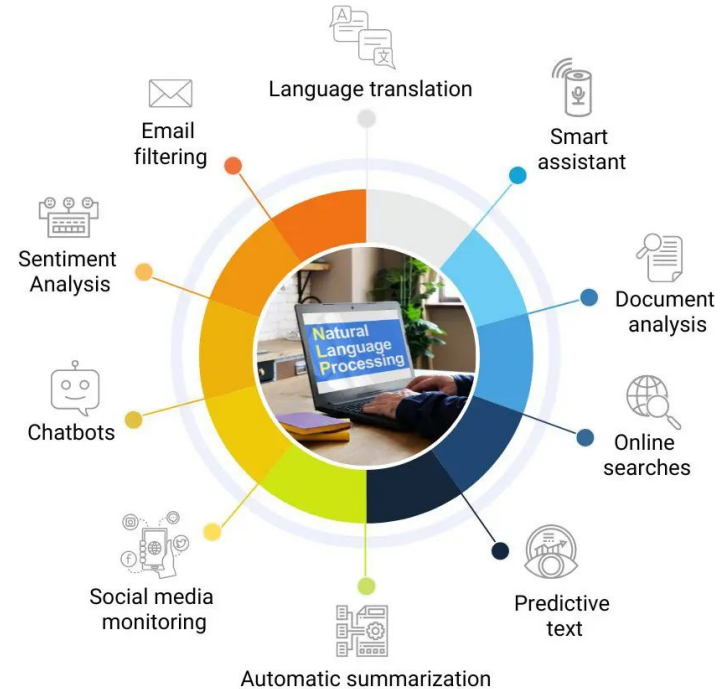 Language translation
Smart
assistant
Document
analysis
Online
searches
Predictive
text
Automatic summarization
Social media
monitoring
Chatbots
Sentiment
Analysis
Email
filtering
Natural
Language
Processing
A
文